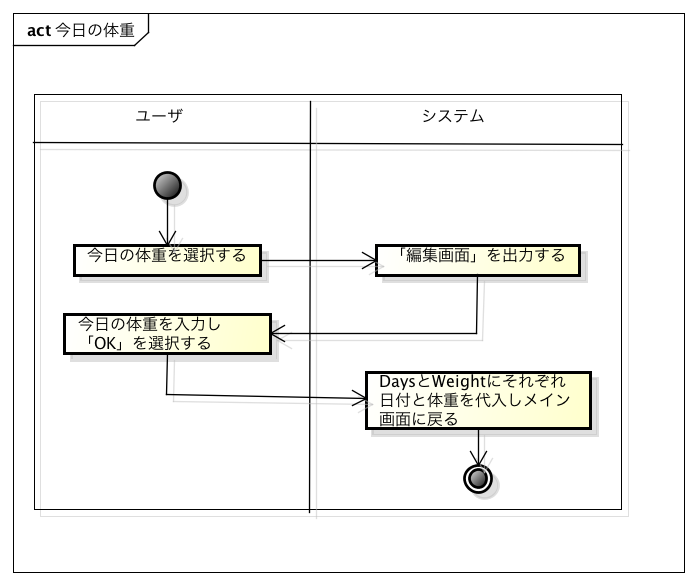 act 今日の体重
ユーザ
システム
今日の体重を選択する
「編集画面」を出力する
今日の体重を入力し
「OK」を選択する
DaysとWeightにそれぞれ
日付と体重を代入しメイン
画面に戻る